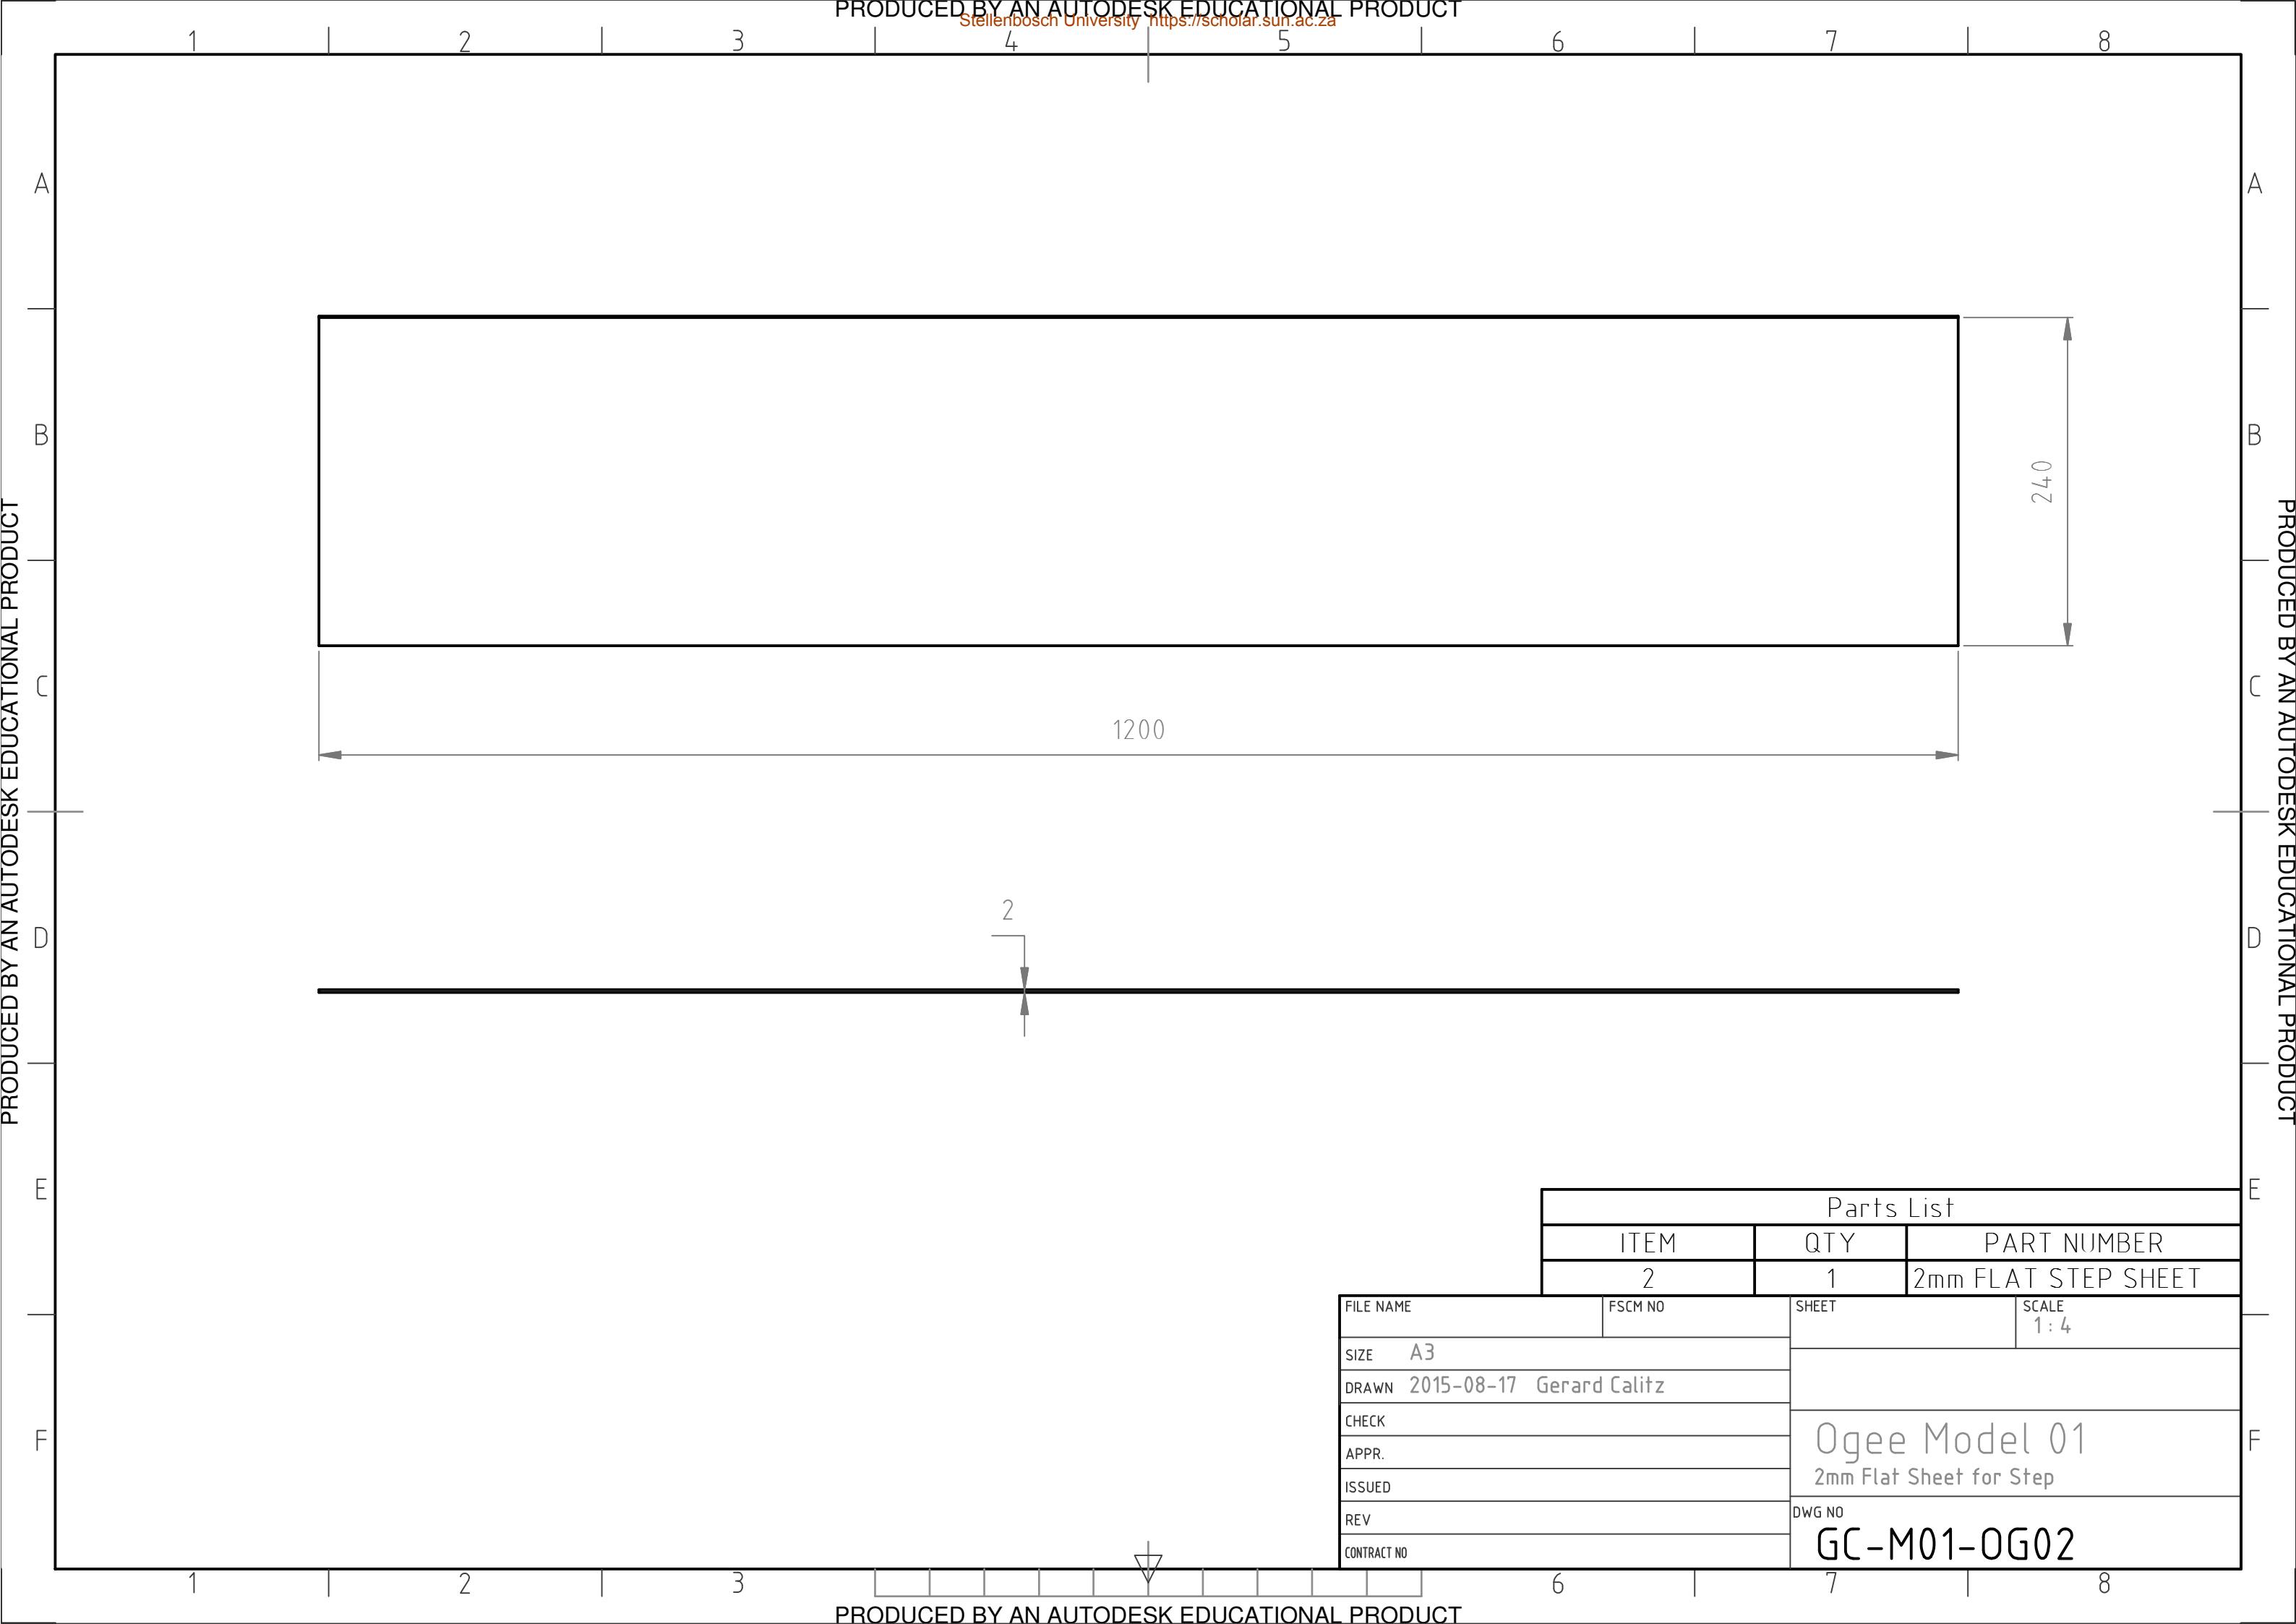 PRODUCED BY AN AUTODESK EDUCATIONAL PRODUCT
Stellenbosch University https://scholar.sun.ac.za
1 2 3 4 5 6 7 8
A A
B B
240
PRODUCED BY AN AUTODESK EDUCATIONAL PRODUCT
PRODUCED BY AN AUTODESK EDUCATIONAL PRODUCT
C C
1200
2
D D
E E
Parts List
ITEM QTY PART NUMBER
2 1 2mm FLAT STEP SHEET
FILE NAME FSCM NO SHEET SCALE
1 : 4
SIZE A3
DRAWN 2015-08-17 Gerard Calitz
CHECK
F F
Ogee Model 01
APPR.
2mm Flat Sheet for Step
ISSUED
REV
DWG NO
GC-M01-OG02
CONTRACT NO
1 2 3 6 7 8
PRODUCED BY AN AUTODESK EDUCATIONAL PRODUCT